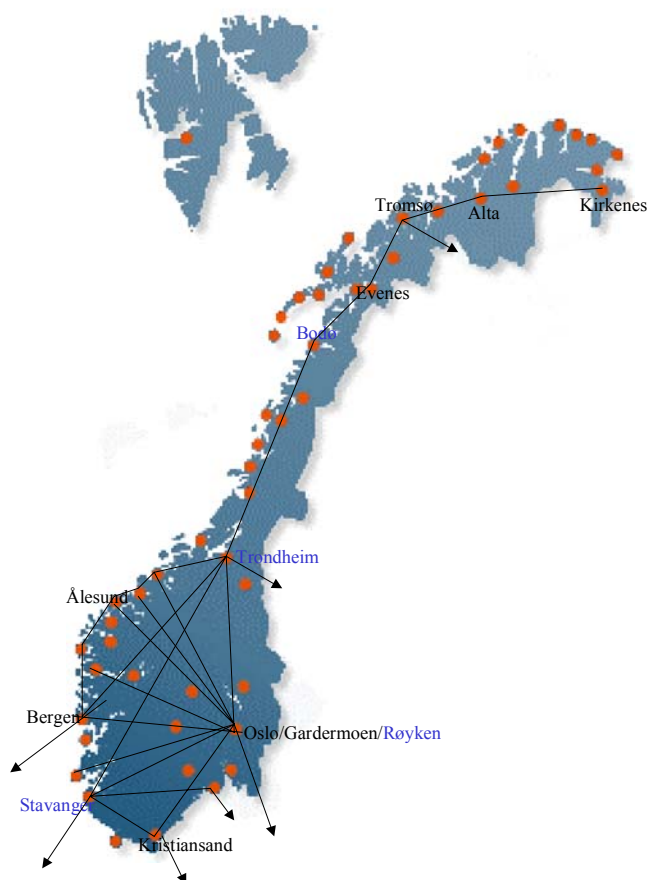 Tromsø
Alta
Kirkenes
Evenes
Bodø
Trondheim
Ålesund
Bergen
Oslo/Gardermoen/Røyken
Stavanger
Kristiansand